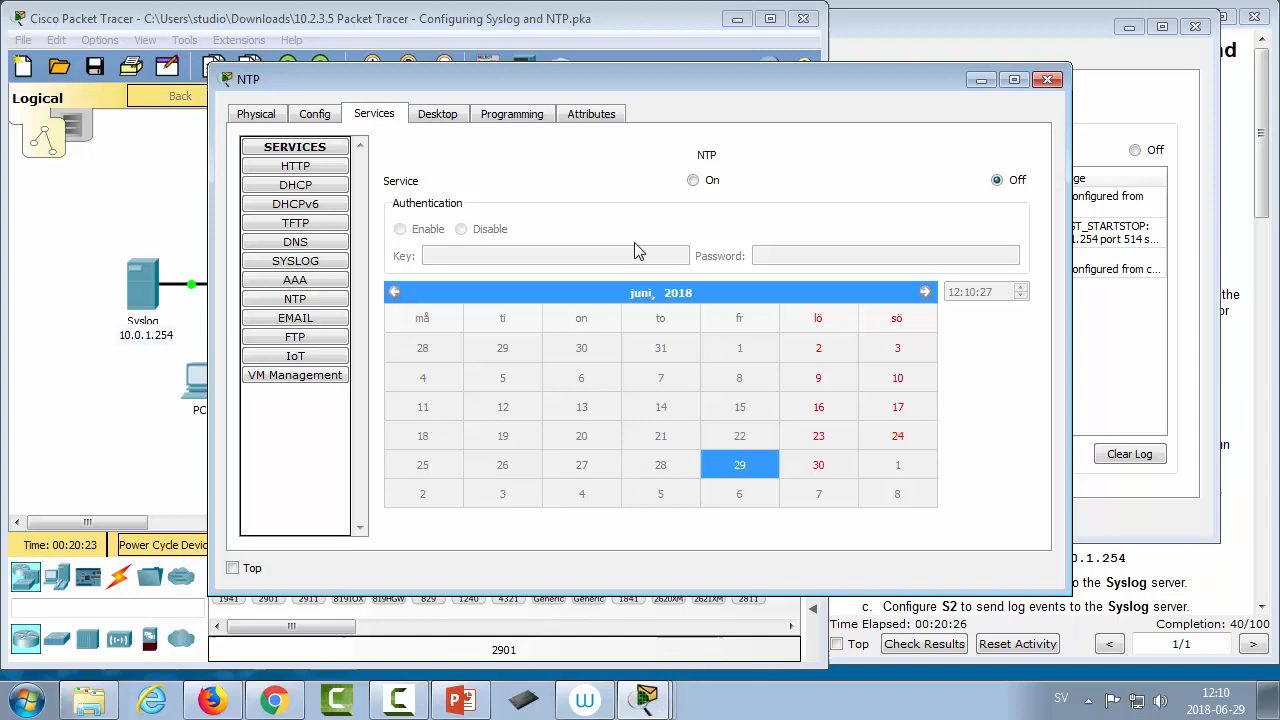 Cisco Packet Tracer - C:\Users\studio\Downloads\10.2.3.5 Packet Tracer - Configuring Syslog and NTP.pka
File Edit Options View Tools Extensions Help
Logical
Back
NTP
Physical Config Services Desktop Programming Attributes
SERVICES
HTTP
DHCP
DHCPv6
TFTP
DNS
SYSLOG
AAA
NTP
EMAIL
FTP
IoT
VM Management
NTP
Service On Off
Authentication
Enable Disable
Key: Password:
juni, 2018
12:10:27
må ti on to fr lö sö
28 29 30 31 1 2 3
4 5 6 7 8 9 10
11 12 13 14 15 16 17
18 19 20 21 22 23 24
25 26 27 28 29 30 1
2 3 4 5 6 7 8
Top
Syslog
10.0.1.254
PC
Time: 00:20:23
Power Cycle Devic
1941 2901 2911 819IOX 819HGW 829 1240 4321 Generic Generic 1841 2620XM 2621XM 2811
2901
Off
ge
onfigured from
ST_STARTSTOP:
1.254 port 514 s...
onfigured from c...
Clear Log
nd
the
or
an
0.1.254
to the Syslog server.
c. Configure S2 to send log events to the Syslog server.
Time Elapsed: 00:20:26 Completion: 40/100
Top Check Results Reset Activity < 1/1 >
SV
12:10
2018-06-29